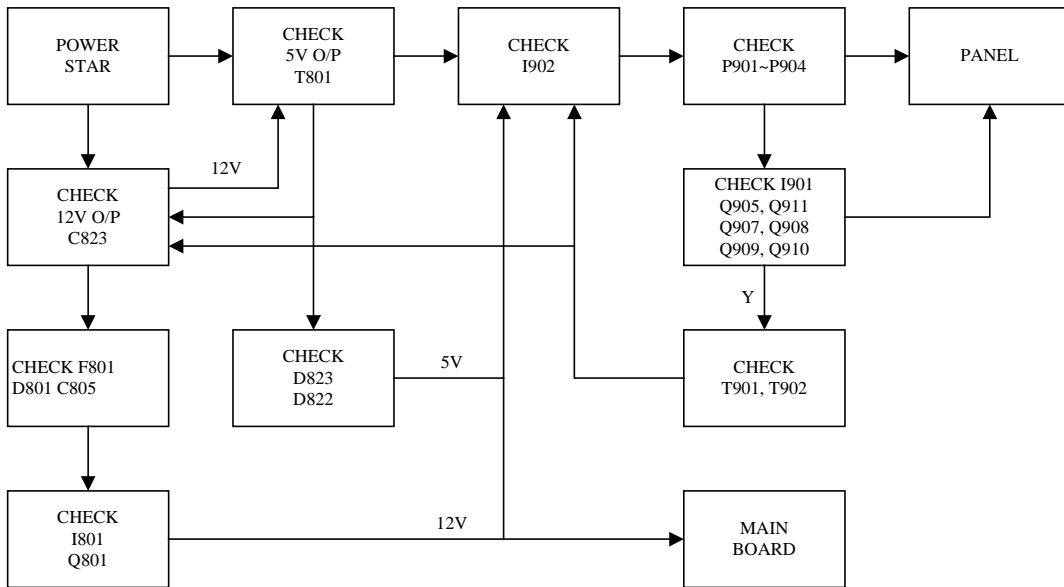 POWER
STAR
CHECK
5V O/P
T801
CHECK
I902
CHECK
P901~P904
PANEL
12V
CHECK
12V O/P
C823
CHECK I901
Q905, Q911
Q907, Q908
Q909, Q910
Y
CHECK F801
D801 C805
CHECK
D823
D822
5V
CHECK
T901, T902
CHECK
I801
Q801
12V
MAIN
BOARD